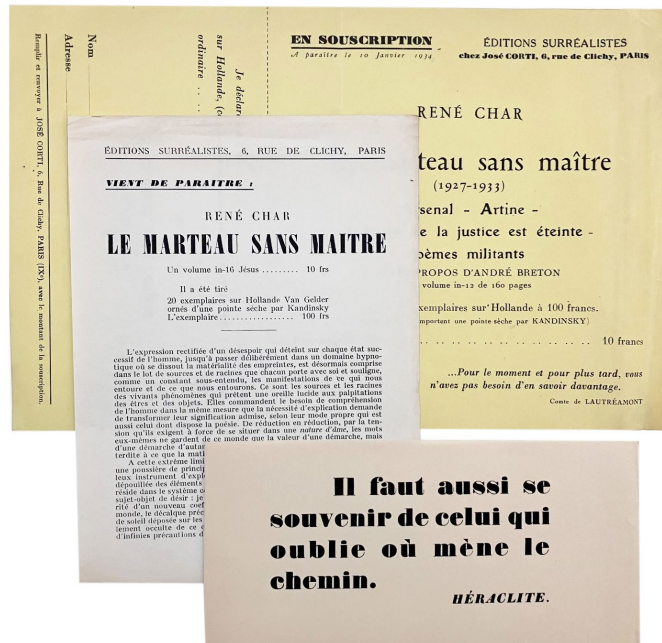 EN SOUSCRIPTION
A paraître le 10 Janvier 1934
ÉDITIONS SURRÉALISTES
chez José CORTI, 6, rue de Clichy, PARIS
RENÉ CHAR
teau sans maître
(1927-1933)
senal - Artine -
e la justice est éteinte -
oèmes militants
PROPOS D'ANDRÉ BRETON
volume in-12 de 160 pages
xemplaires sur Hollande à 100 francs.
mportent une pointe sèche par KANDINSKY)
10 francs
...Pour le moment et pour plus tard, vous
n'avez pas besoin d'en savoir davantage.
Comte de LAUTRÉAMONT
Je déclar
sur Hollande, (c
ordinaire . . .
Nom
Adresse
Remplir et renvoyer à JOSÉ CORTI, 6, Rue de Clichy, PARIS (IXe), avec le montant de la souscription.
ÉDITIONS SURRÉALISTES, 6, RUE DE CLICHY, PARIS
VIENT DE PARAITRE :
RENÉ CHAR
LE MARTEAU SANS MAITRE
Un volume in-16 Jésus ......... 10 frs
Il a été tiré
20 exemplaires sur Hollande Van Gelder
ornés d'une pointe sèche par Kandinsky
L'exemplaire................. 100 frs
L'expression rectifiée d'un désespoir qui déteint sur chaque état suc-
cessif de l'homme, jusqu'à passer délibérément dans un domaine hypno-
tique où se dissout la matérialité des empreintes, est désormais comprise
dans le lot de sources et de racines que chacun porte avec soi et souligne,
comme un constant sous-entendu, les manifestations de ce qui nous
entoure et de ce que nous entourons. Ce sont les sources et les racines
des vivants phénomènes qui prêtent une oreille lucide aux palpitations
des êtres et des objets. Elles commandent le besoin de compréhension
de l'homme dans la même mesure que la nécessité d'explication demande
de transformer leur signification admise, selon leur mode propre qui est
aussi celui dont dispose la poésie. De réduction en réduction, par la ten-
sion qu'ils exigent à force de se situer dans une nature d'âme, les mots
eux-mêmes ne gardent de ce monde que la valeur d'une démarche, mais
d'une démarche d'autan
terdite à ce que la mati
A cette extrême limi
une poussière de princip
leux instrument d'expl
dépouillée des éléments
réside dans le système c
sujet-objet de désir : je
rité d'un nouveau coef
monde, le décalque préc
de soleil déposée sur les
lement occulte de ce d
d'infinies précautions d
Il faut aussi se
souvenir de celui qui
oublie où mène le
chemin.
HÉRACLITE.